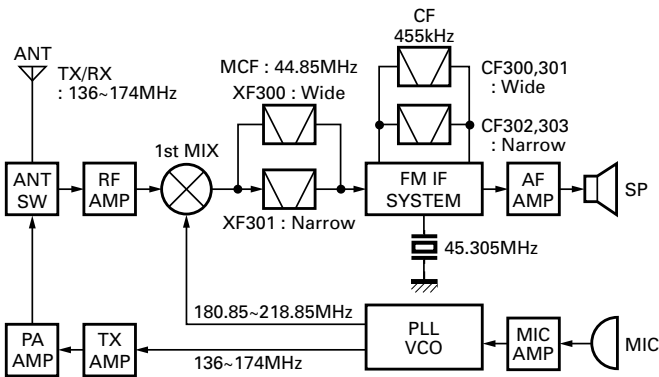 ANT
TX/RX
: 136~174MHz
MCF : 44.85MHz
XF300 : Wide
CF
455kHz
CF300,301
: Wide
CF302,303
: Narrow
1st MIX
ANT
SW
RF
AMP
XF301 : Narrow
FM IF
SYSTEM
AF
AMP
SP
45.305MHz
180.85~218.85MHz
PA
AMP
TX
AMP
136~174MHz
PLL
VCO
MIC
AMP
MIC